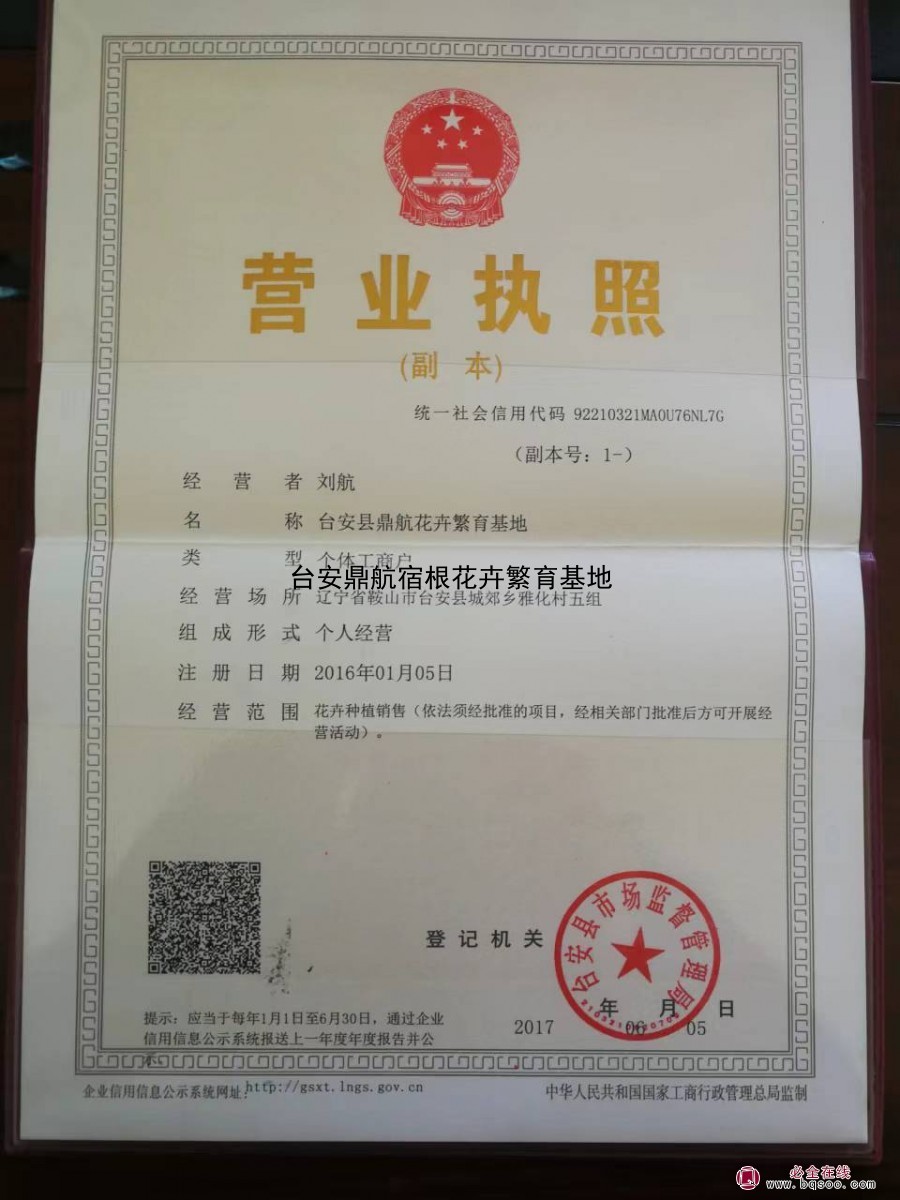 营业执照
(副 本)
统一社会信用代码 92210321MA0U76NL7G
（副本号：1-）
经营者 刘航
名称 台安县鼎航花卉繁育基地
类型 个体工商户
台安鼎航宿根花卉繁育基地
经营场所 辽宁省鞍山市台安县城郊乡雅化村五组
组成形式 个人经营
注册日期 2016年01月05日
经营范围 花卉种植销售（依法须经批准的项目，经相关部门批准后方可开展经
营活动）。
登记机关
台安县市场监督管理局
年 月 日
2017 06 05
提示：应当于每年1月1日至6月30日，通过企业
信用信息公示系统报送上一年度年度报告并公
示。
企业信用信息公示系统网址：http://gsxt.lngs.gov.cn
中华人民共和国国家工商行政管理总局监制
必全在线
www.bqsoo.com